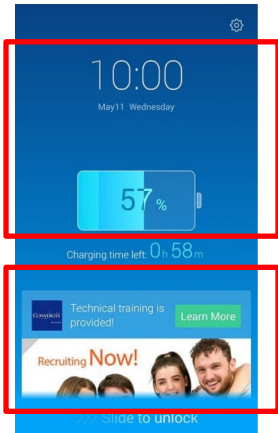 10:00
May11 Wednesday
57 %
Charging time left: 0h 58m
CONVERGYS
Technical training is
provided!
Learn More
Recruiting Now!
/// Slide to unlock